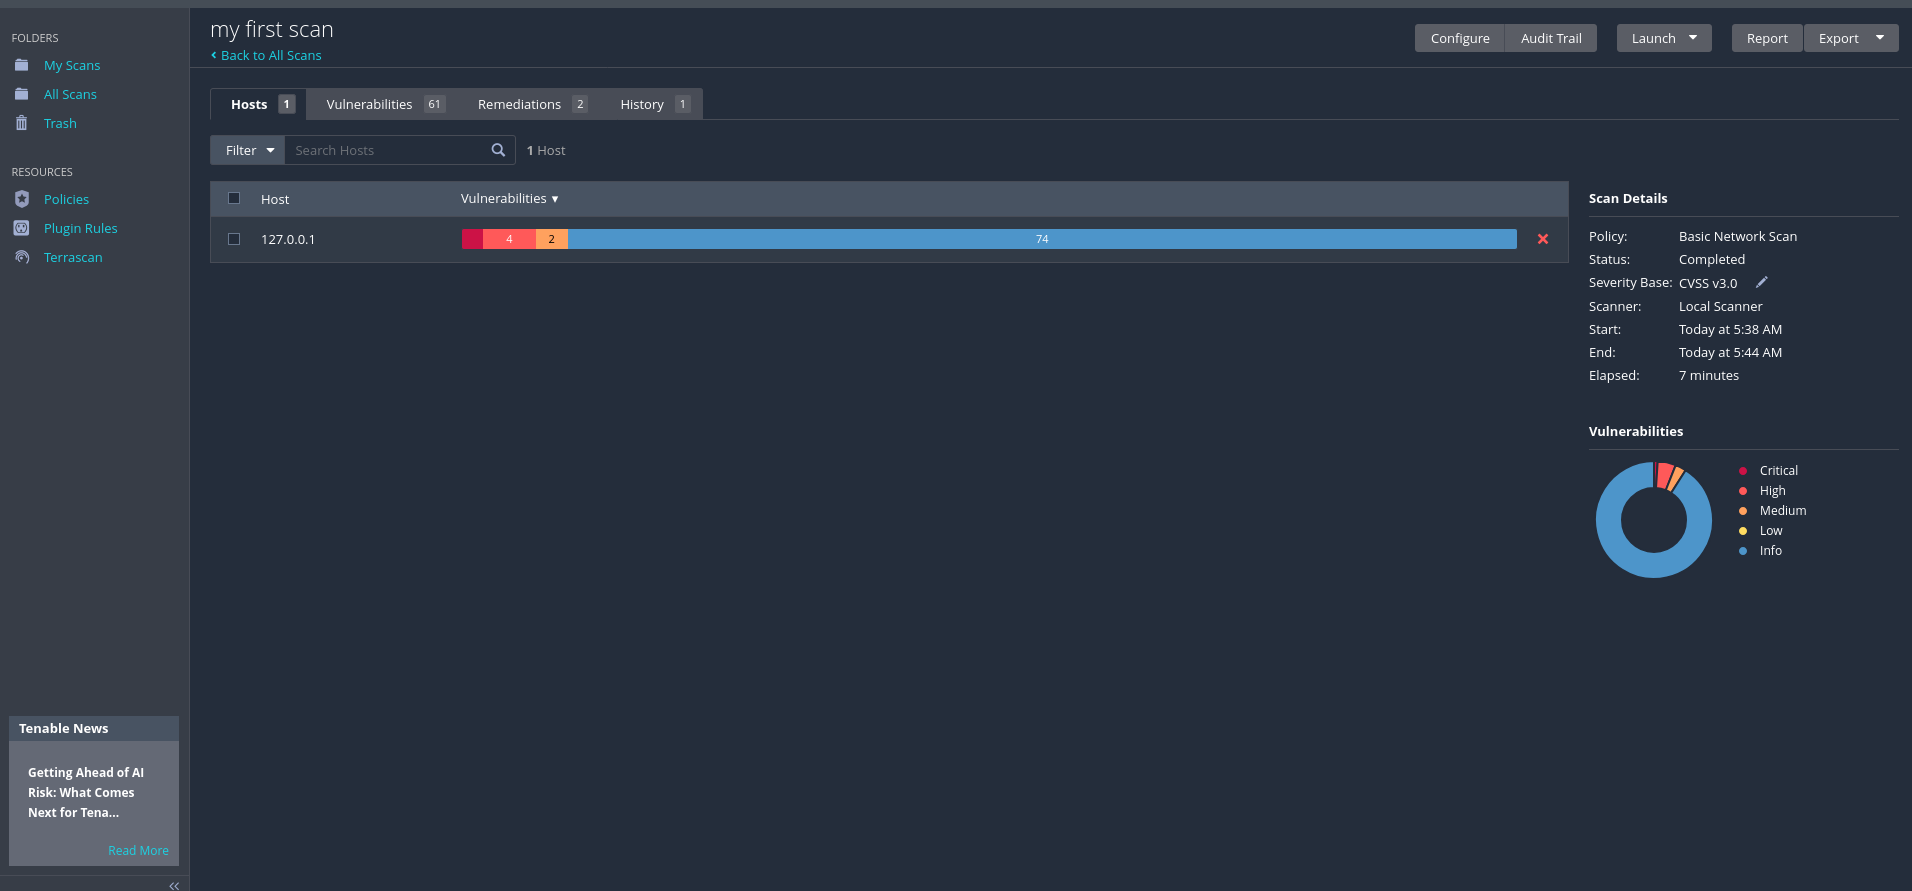 FOLDERS
My Scans
All Scans
Trash
RESOURCES
Policies
Plugin Rules
Terrascan
Tenable News
Getting Ahead of AI
Risk: What Comes
Next for Tena...
Read More
my first scan
Back to All Scans
Configure Audit Trail Launch Report Export
Hosts 1 Vulnerabilities 61 Remediations 2 History 1
Filter Search Hosts 1 Host
Host Vulnerabilities
127.0.0.1 4 2 74
Scan Details
Policy: Basic Network Scan
Status: Completed
Severity Base: CVSS v3.0
Scanner: Local Scanner
Start: Today at 5:38 AM
End: Today at 5:44 AM
Elapsed: 7 minutes
Vulnerabilities
Critical
High
Medium
Low
Info